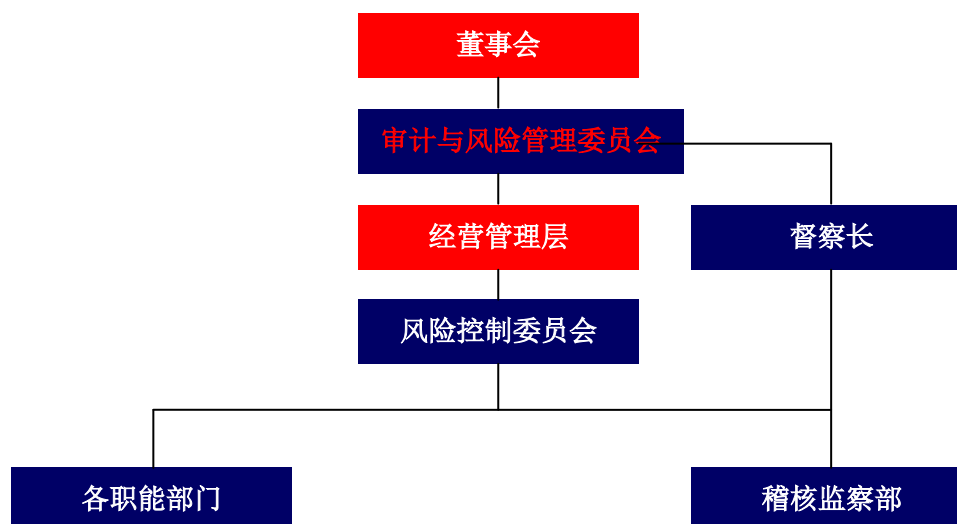 董事会
审计与风险管理委员会
经营管理层
督察长
风险控制委员会
各职能部门
稽核监察部